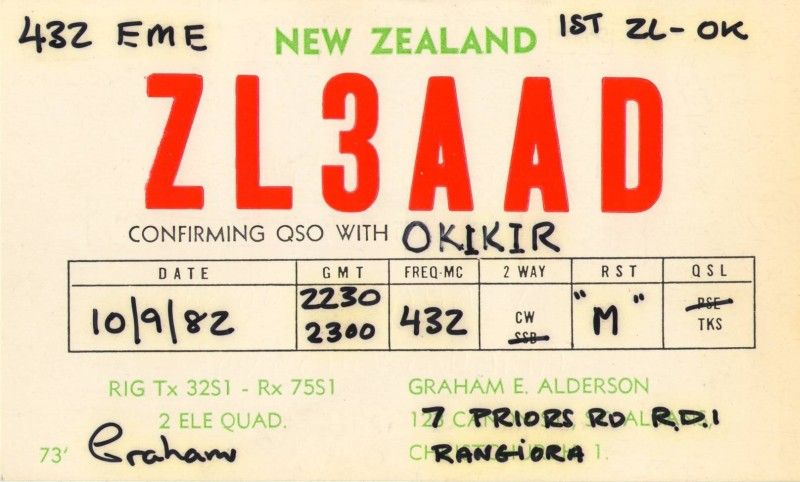 432 EME
NEW ZEALAND
1ST ZL-OK
ZL3AAD
CONFIRMING QSO WITH OK1KIR
DATE GMT FREQ-MC 2 WAY RST QSL
10/9/82 2230 2300 432 CW SSB "M" PSE TKS
RIG Tx 32S1 - Rx 75S1
2 ELE QUAD.
73' Graham
GRAHAM E. ALDERSON
7 PRIORS RD R.D.1
RANGIORA 1.